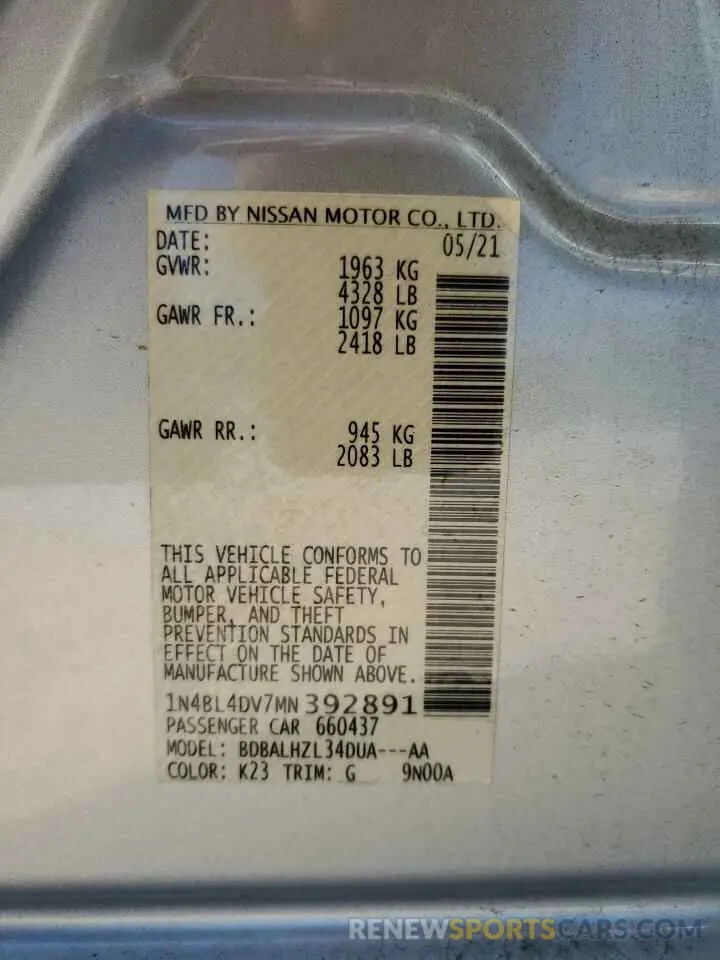 MFD BY NISSAN MOTOR CO., LTD.
DATE: 05/21
GVWR: 1963 KG
4328 LB
GAWR FR.: 1097 KG
2418 LB
GAWR RR.: 945 KG
2083 LB
THIS VEHICLE CONFORMS TO
ALL APPLICABLE FEDERAL
MOTOR VEHICLE SAFETY,
BUMPER, AND THEFT
PREVENTION STANDARDS IN
EFFECT ON THE DATE OF
MANUFACTURE SHOWN ABOVE.
1N4BL4DV7MN392891
PASSENGER CAR 660437
MODEL: BDBALHZL34DUA---AA
COLOR: K23 TRIM: G 9N00A
RENEWSPORTSCARS.COM